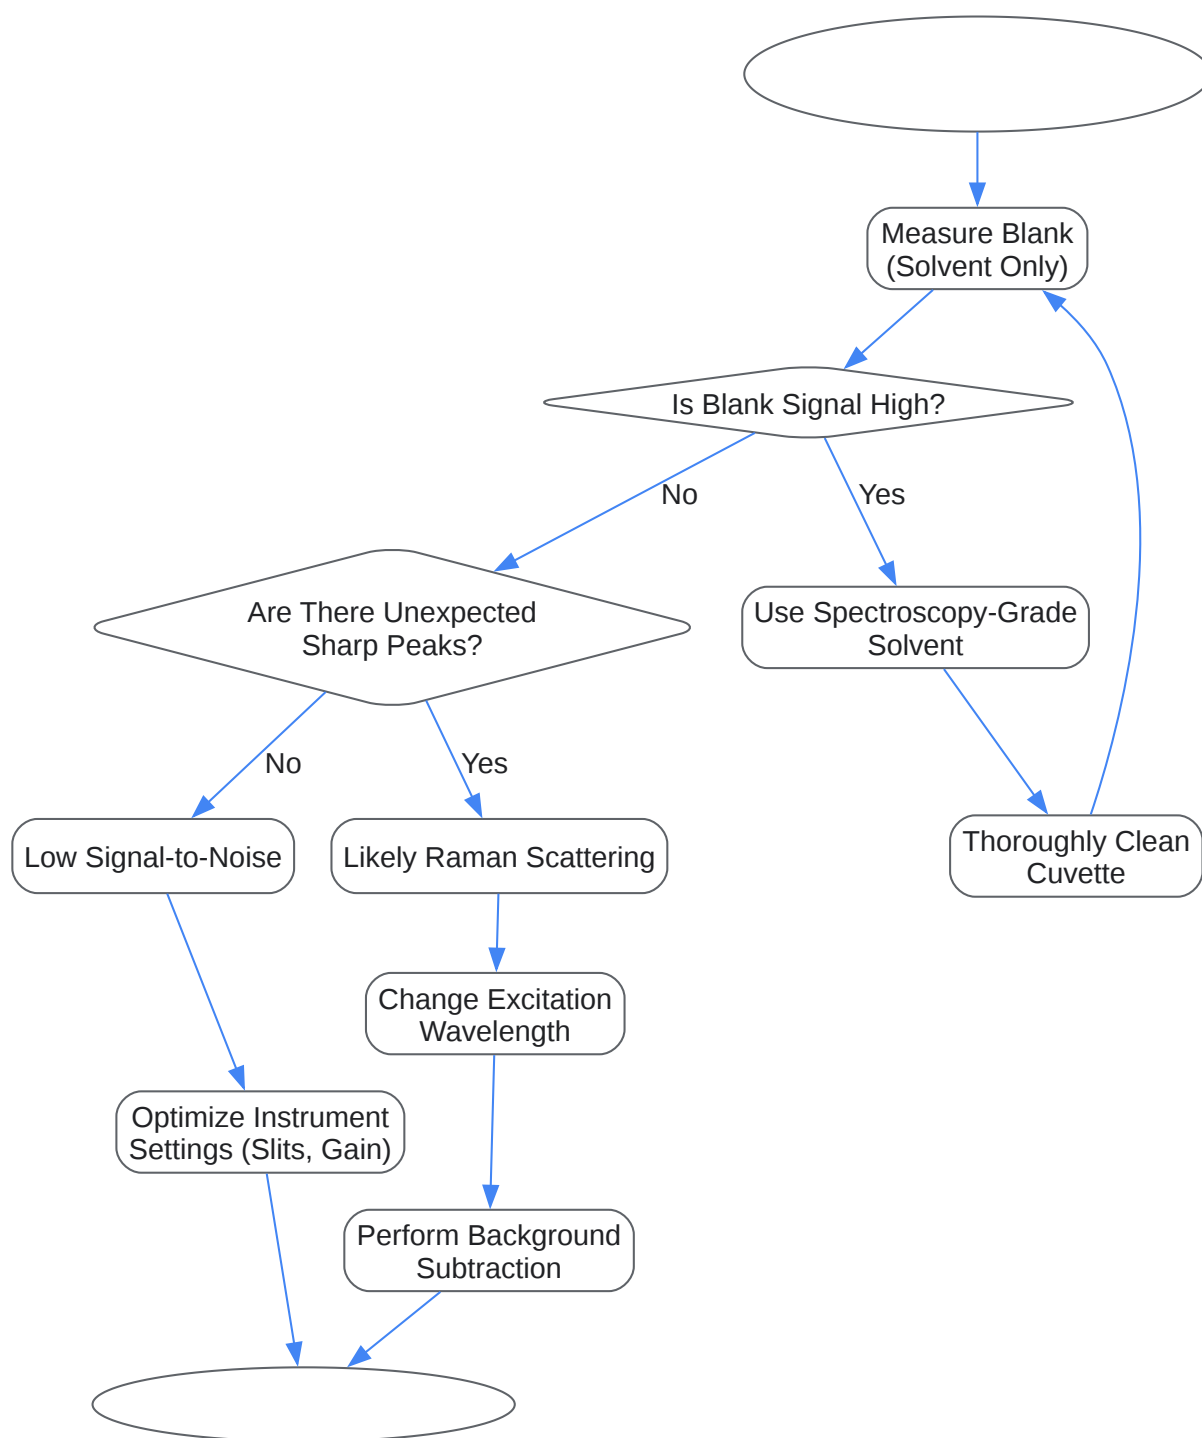 Measure Blank
(Solvent Only)
Is Blank Signal High?
No
Yes
Are There Unexpected
Sharp Peaks?
Use Spectroscopy-Grade
Solvent
No
Yes
Low Signal-to-Noise
Likely Raman Scattering
Thoroughly Clean
Cuvette
Change Excitation
Wavelength
Optimize Instrument
Settings (Slits, Gain)
Perform Background
Subtraction